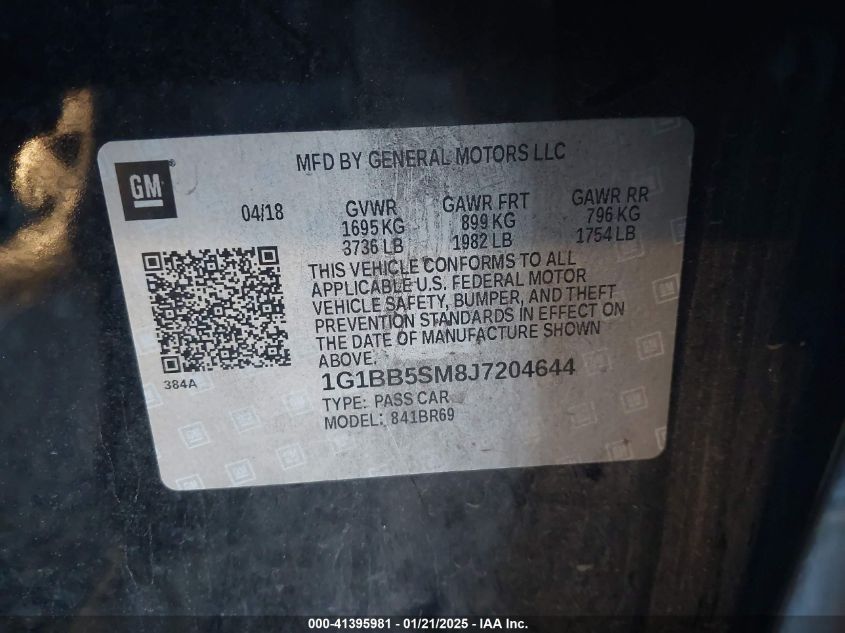 MFD BY GENERAL MOTORS LLC
GM®
04/18 GVWR GAWR FRT GAWR RR
1695 KG 899 KG 796 KG
3736 LB 1982 LB 1754 LB
THIS VEHICLE CONFORMS TO ALL
APPLICABLE U.S. FEDERAL MOTOR
VEHICLE SAFETY, BUMPER, AND THEFT
PREVENTION STANDARDS IN EFFECT ON
THE DATE OF MANUFACTURE SHOWN
ABOVE.
384A
1G1BB5SM8J7204644
TYPE: PASS CAR
MODEL: 841BR69
000-41395981 - 01/21/2025 - IAA Inc.